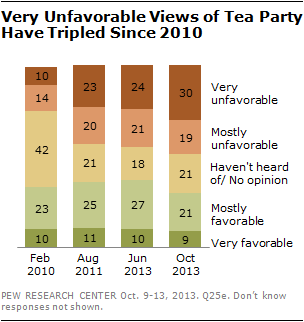 Very Unfavorable Views of Tea Party
Have Tripled Since 2010
10 23 24 30 Very
unfavorable
14 20 21 19 Mostly
unfavorable
42 21 18 21 Haven't heard
of/ No opinion
23 25 27 21 Mostly
favorable
10 11 10 9 Very favorable
Feb Aug Jun Oct
2010 2011 2013 2013
PEW RESEARCH CENTER Oct. 9-13, 2013. Q25e. Don't know
responses not shown.